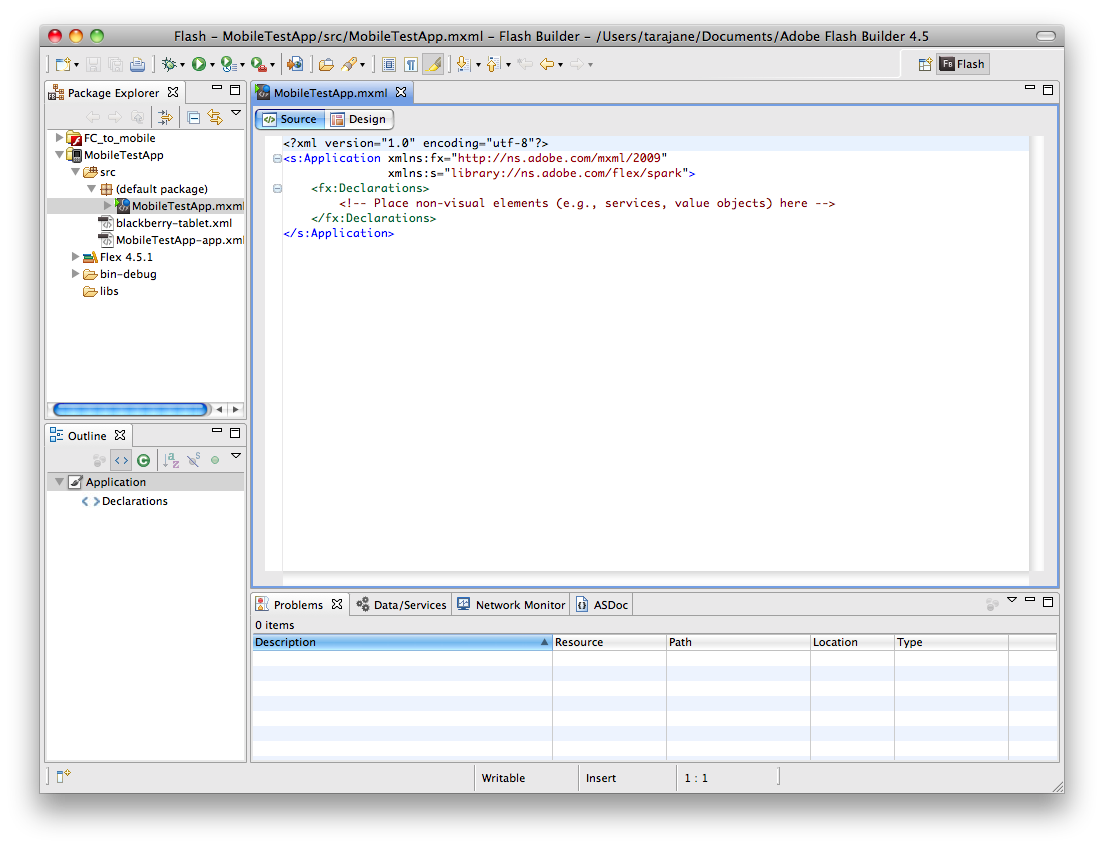 Flash – MobileTestApp/src/MobileTestApp.mxml – Flash Builder – /Users/tarajane/Documents/Adobe Flash Builder 4.5
Flash
Package Explorer
FC_to_mobile
MobileTestApp
src
(default package)
MobileTestApp.mxml
blackberry-tablet.xml
MobileTestApp-app.xml
Flex 4.5.1
bin-debug
libs
Outline
Application
Declarations
MobileTestApp.mxml
Source Design
<?xml version="1.0" encoding="utf-8"?>
<s:Application xmlns:fx="http://ns.adobe.com/mxml/2009"
xmlns:s="library://ns.adobe.com/flex/spark">
<fx:Declarations>
<!-- Place non-visual elements (e.g., services, value objects) here -->
</fx:Declarations>
</s:Application>
Problems Data/Services Network Monitor ASDoc
0 items
Description Resource Path Location Type
Writable Insert 1 : 1